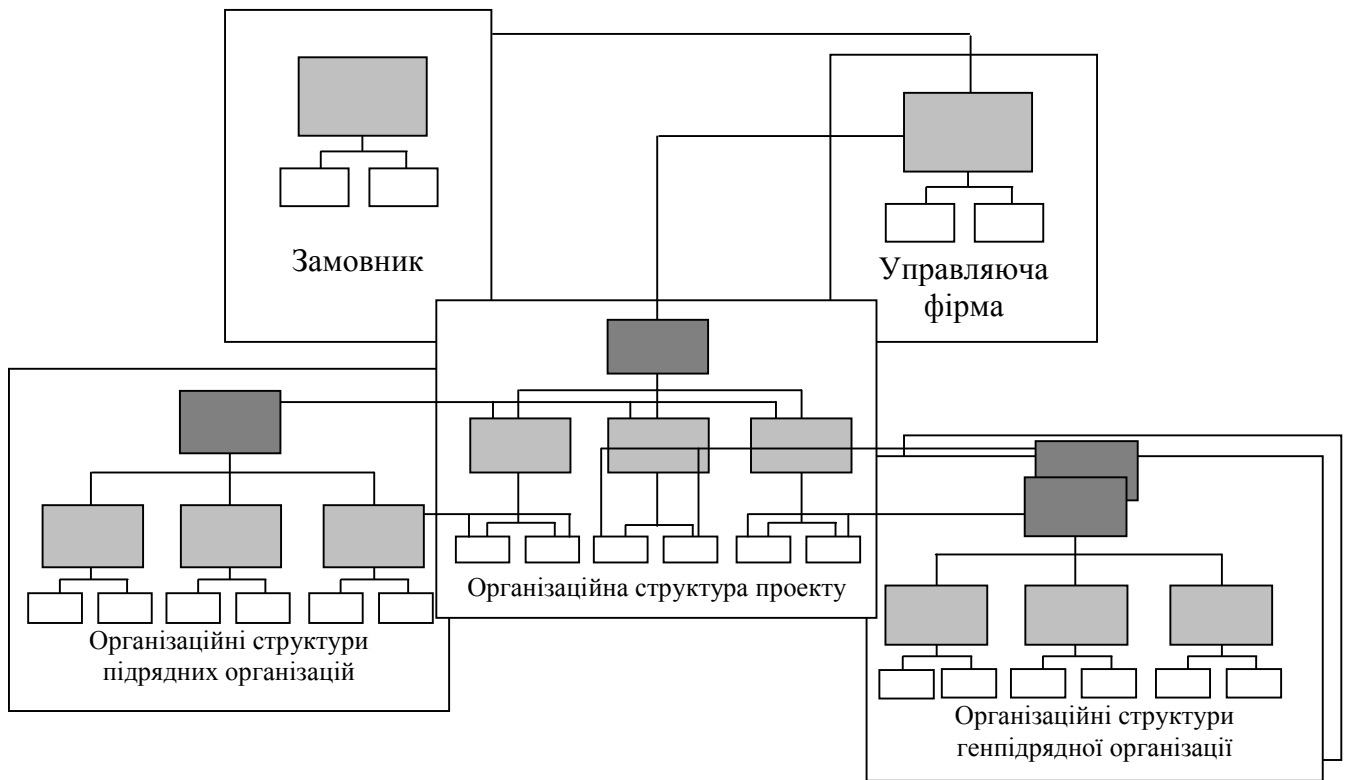 Замовник
Управляюча
фірма
Організаційна структура проекту
Організаційні структури
підрядних організацій
Організаційні структури
генпідрядної організації